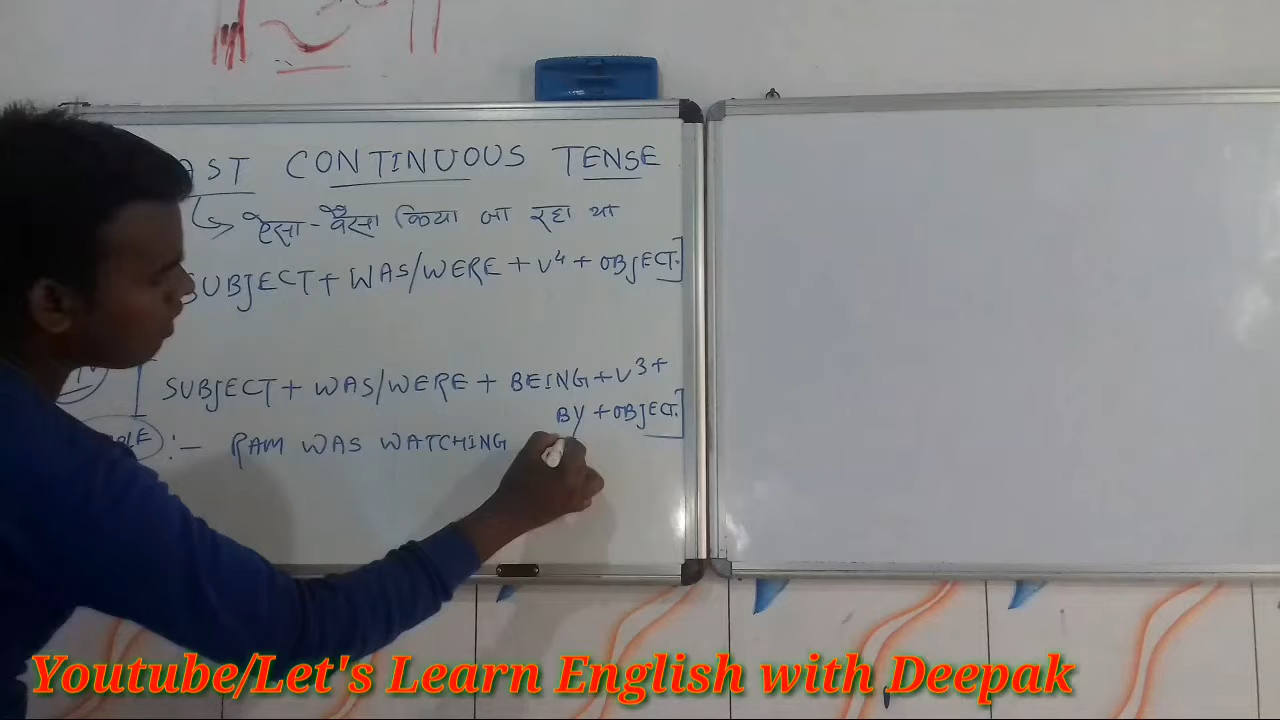 AST CONTINUOUS TENSE
ऐसा-वैसा किया जा रहा था
SUBJECT + WAS/WERE + V4 + OBJECT.]
SUBJECT + WAS/WERE + BEING + V3 +
BY + OBJECT.]
:- RAM WAS WATCHING
Youtube/Let's Learn English with Deepak